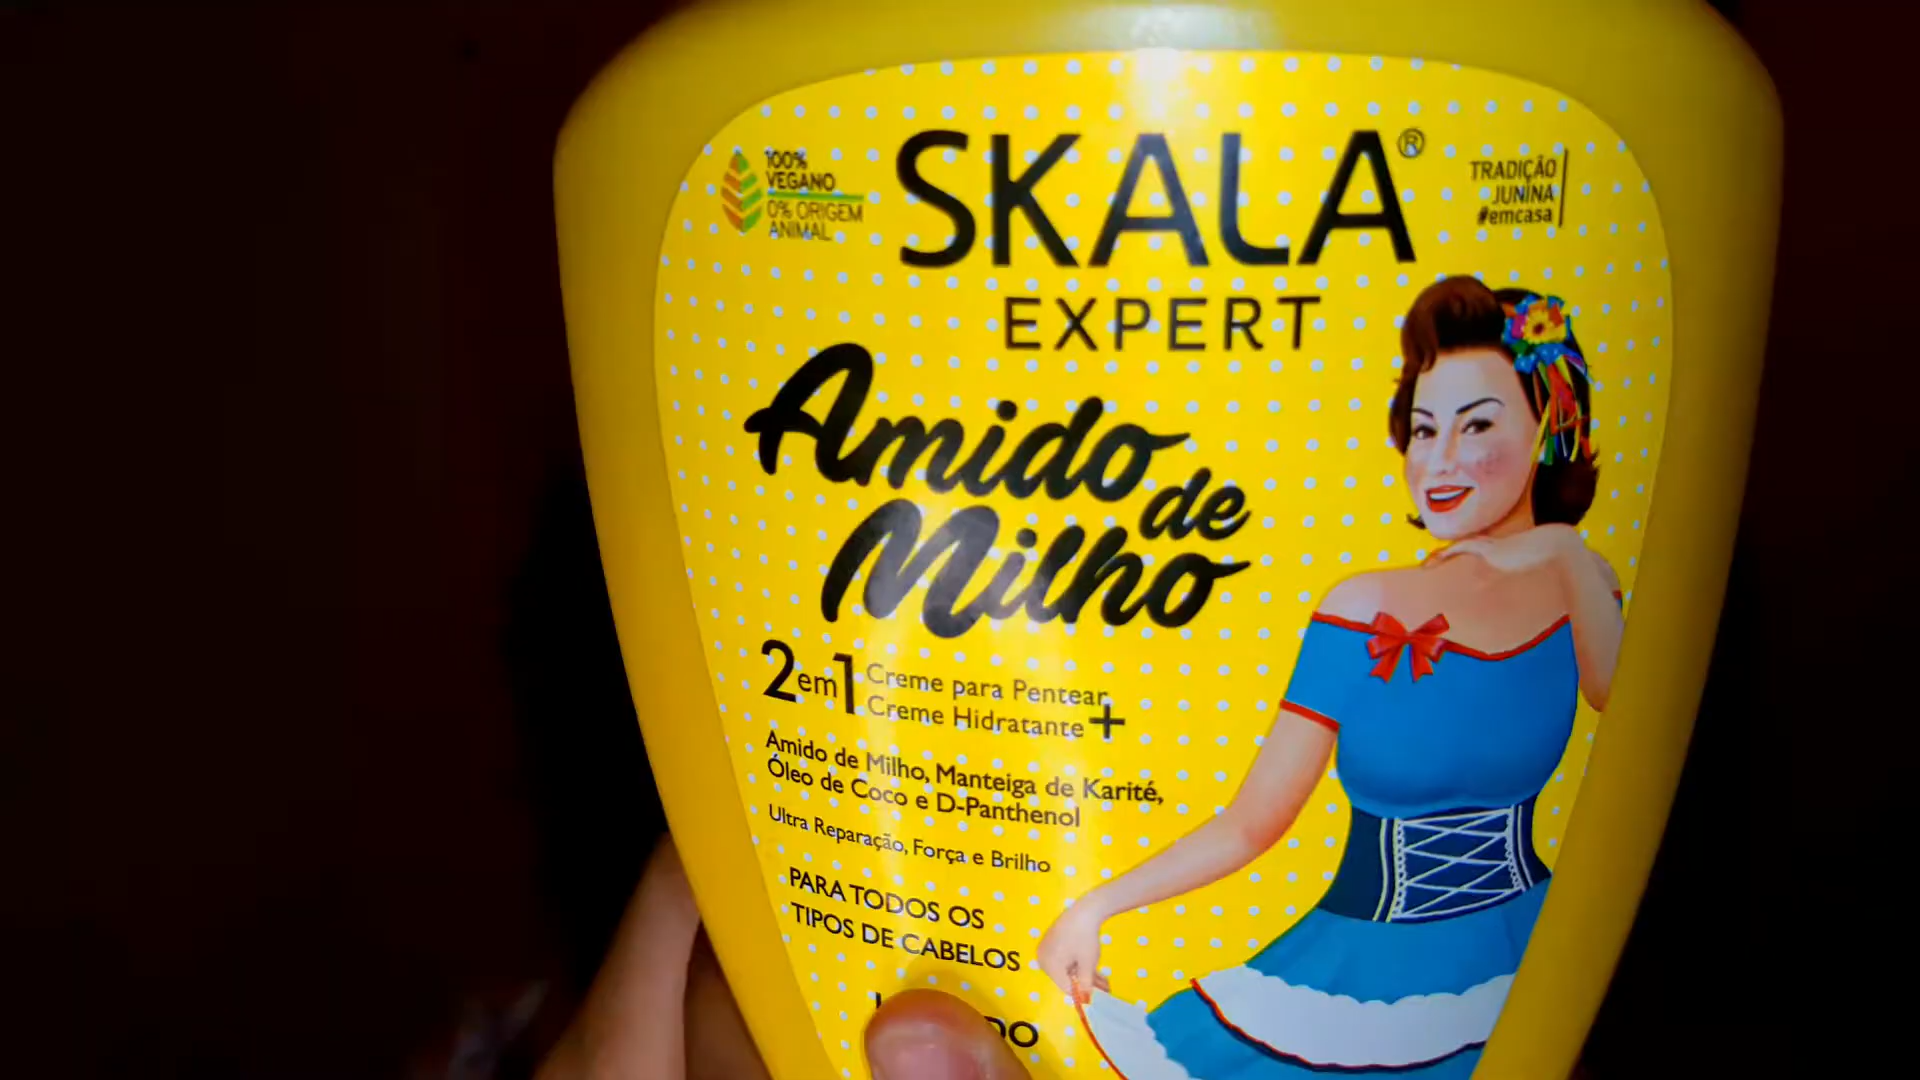 100%
VEGANO
0% ORIGEM
ANIMAL
SKALA®
EXPERT
TRADIÇÃO
JUNINA
#emcasa
Amido de
Milho
2em1 Creme para Pentear
Creme Hidratante +
Amido de Milho, Manteiga de Karité,
Óleo de Coco e D-Panthenol
Ultra Reparação, Força e Brilho
PARA TODOS OS
TIPOS DE CABELOS